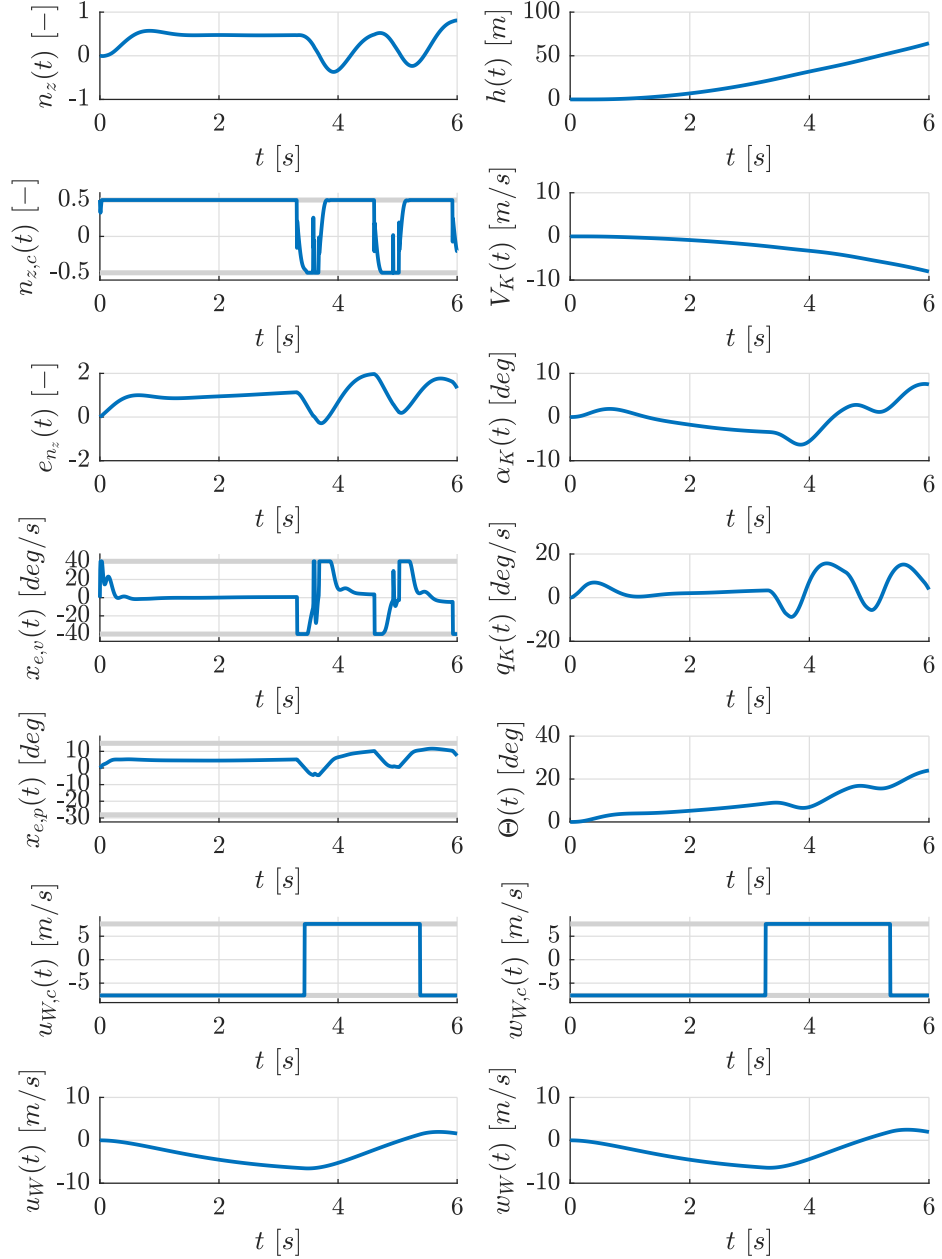 n_z(t) [−]
1
0
-1
0 2 4 6
t [s]
h(t) [m]
100
50
0
0 2 4 6
t [s]
n_{z,c}(t) [−]
0.5
0
-0.5
0 2 4 6
t [s]
V_K(t) [m/s]
10
0
-10
0 2 4 6
t [s]
e_{n_z}(t) [−]
2
0
-2
0 2 4 6
t [s]
α_K(t) [deg]
10
0
-10
0 2 4 6
t [s]
x_{e,v}(t) [deg/s]
40
20
0
-20
-40
0 2 4 6
t [s]
q_K(t) [deg/s]
20
0
-20
0 2 4 6
t [s]
x_{e,p}(t) [deg]
10
0
-10
-20
-30
0 2 4 6
t [s]
Θ(t) [deg]
40
20
0
0 2 4 6
t [s]
u_{W,c}(t) [m/s]
5
0
-5
0 2 4 6
t [s]
w_{W,c}(t) [m/s]
5
0
-5
0 2 4 6
t [s]
u_W(t) [m/s]
10
0
-10
0 2 4 6
t [s]
w_W(t) [m/s]
10
0
-10
0 2 4 6
t [s]